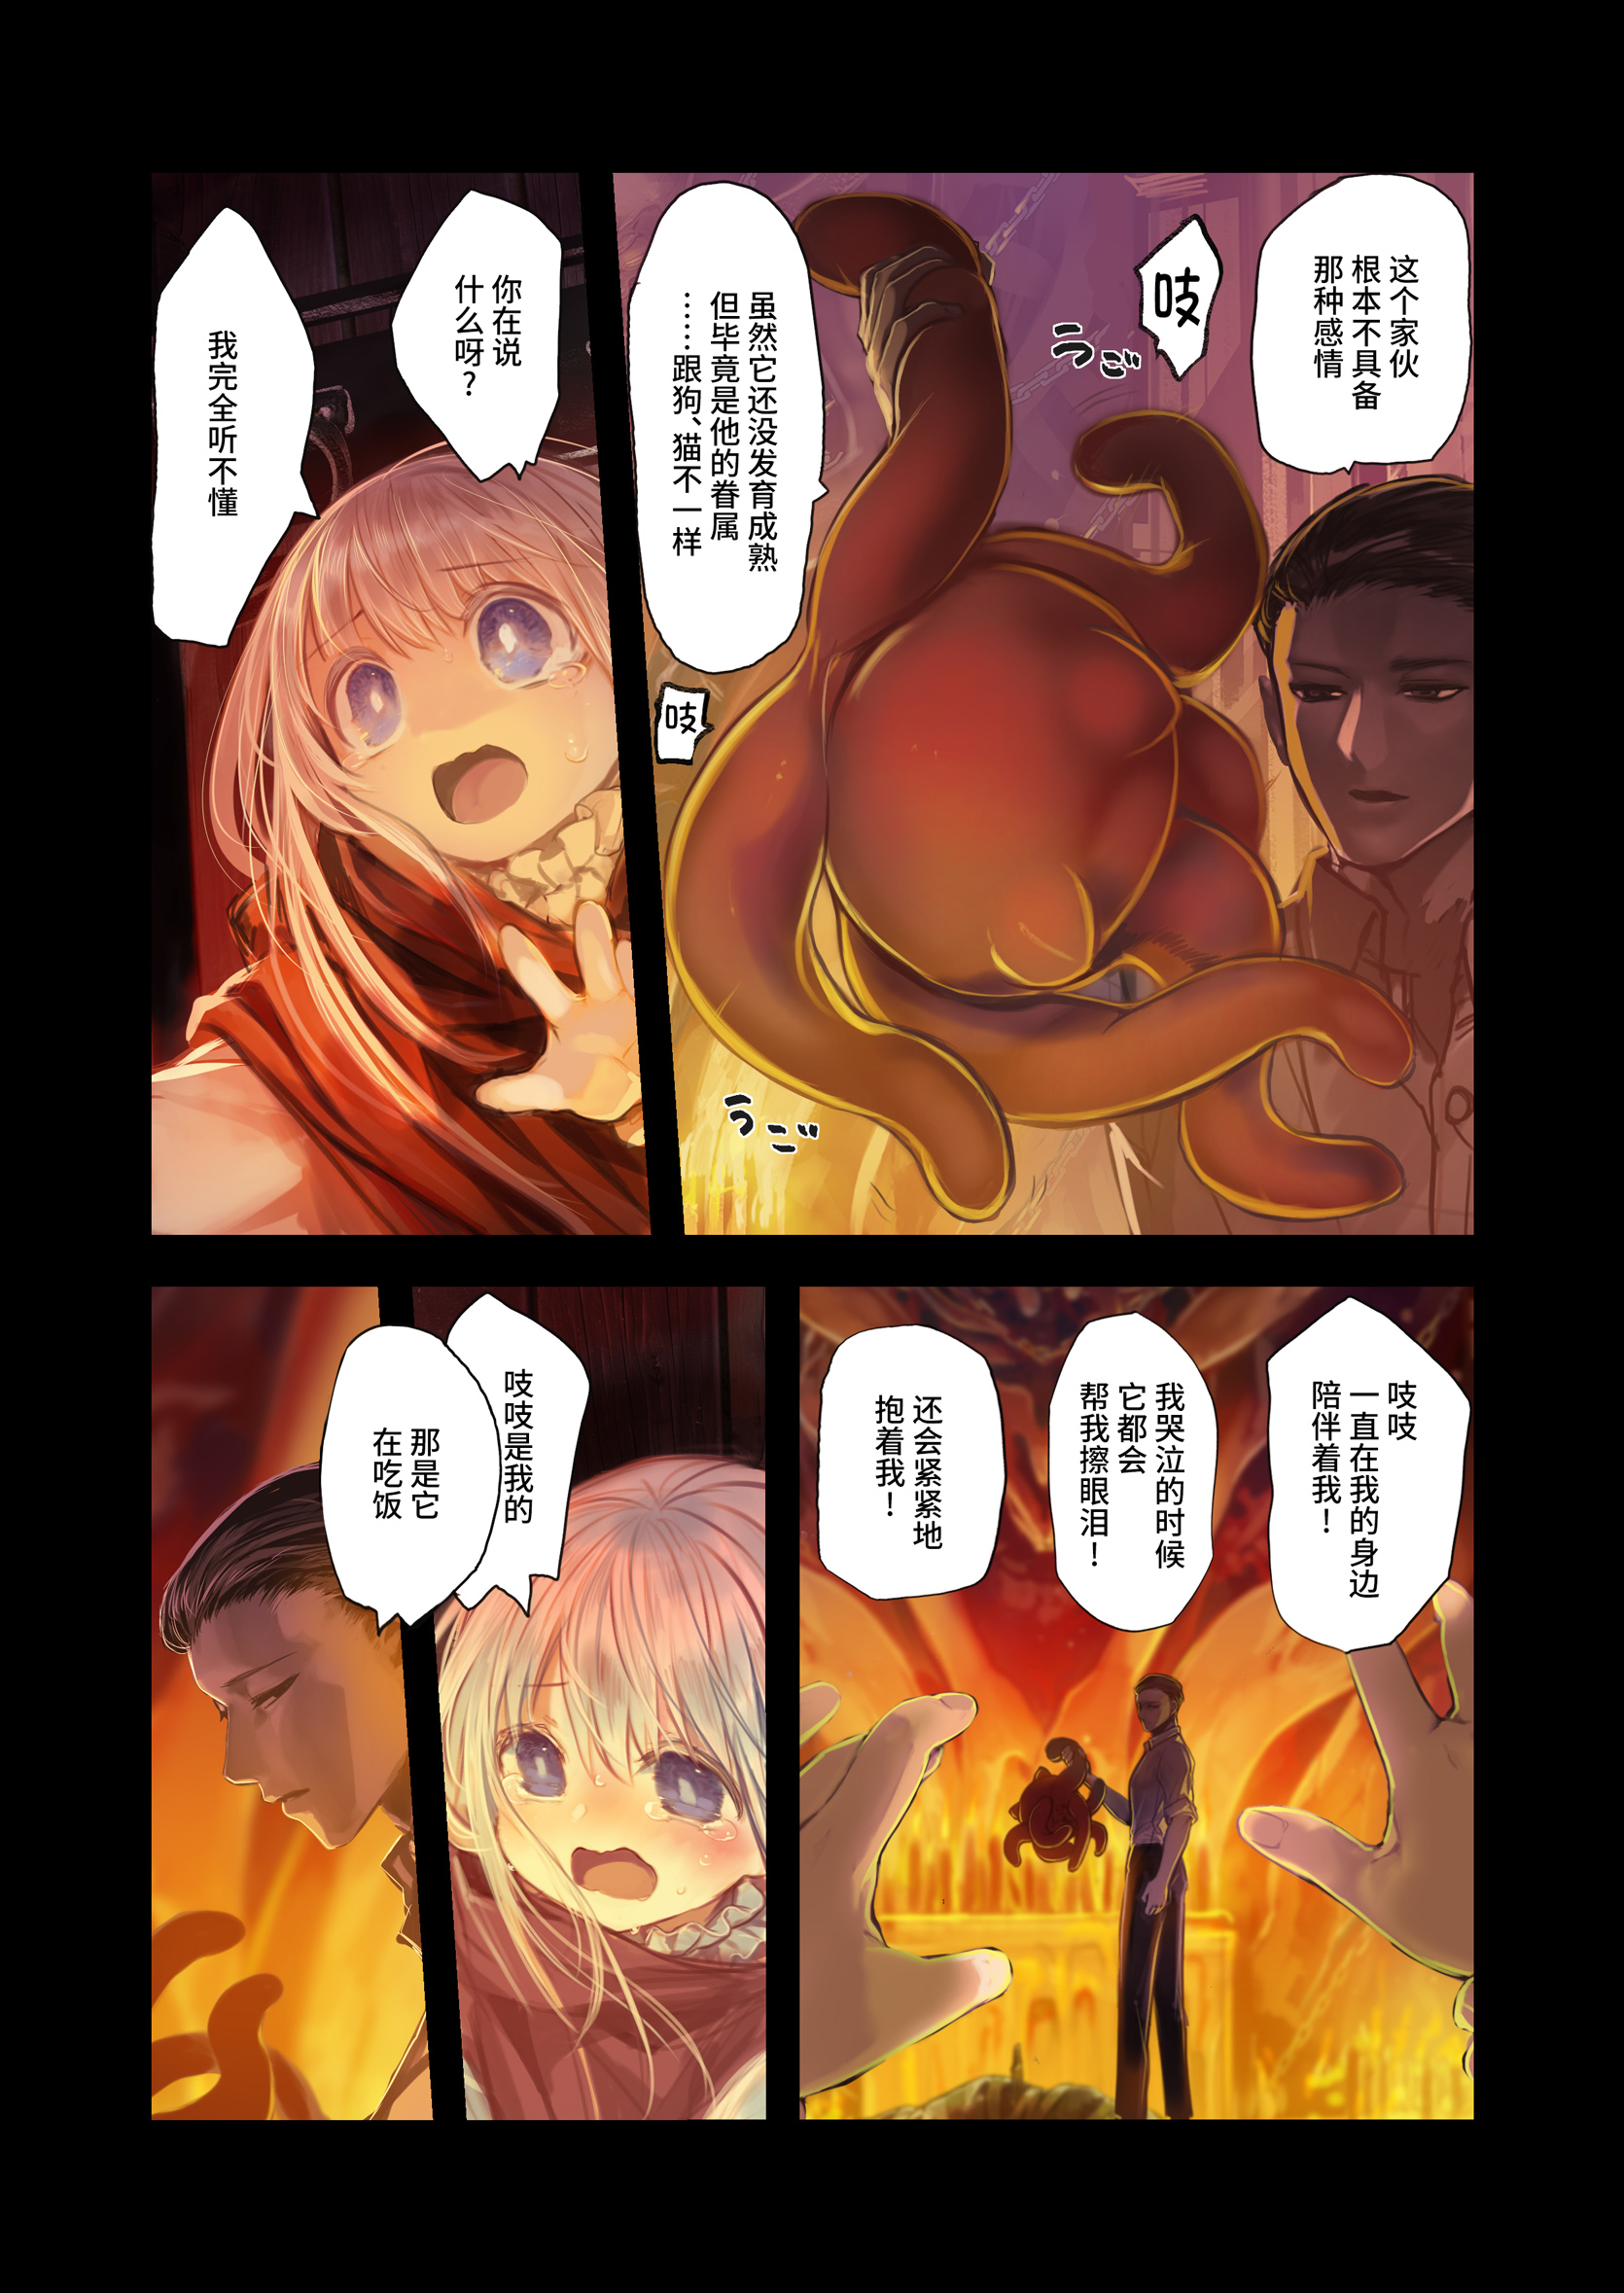 这个家伙
根本不具备
那种感情
吱
うご
虽然它还没发育成熟
但毕竟是他的眷属
……跟狗、猫不一样
吱
うご
你在说
什么呀？
我完全听不懂
吱吱
一直在我的身边
陪伴着我！
我哭泣的时候
它都会
帮我擦眼泪！
还会紧紧地
抱着我！
吱吱是我的
那是它
在吃饭